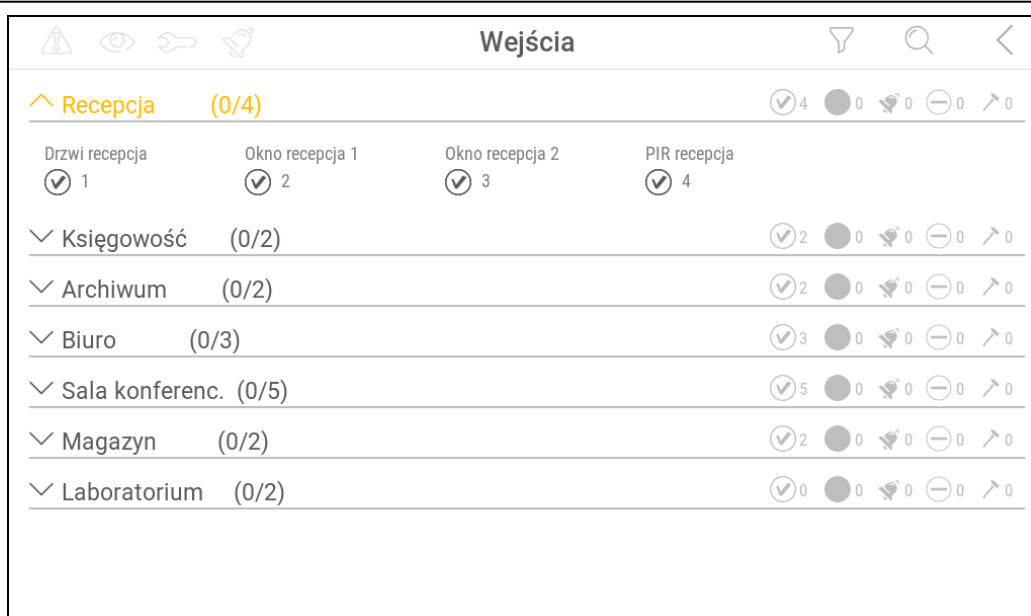 Wejścia
Recepcja (0/4) 4 0 0 0 0
Drzwi recepcja Okno recepcja 1 Okno recepcja 2 PIR recepcja
1 2 3 4
Księgowość (0/2) 2 0 0 0 0
Archiwum (0/2) 2 0 0 0 0
Biuro (0/3) 3 0 0 0 0
Sala konferenc. (0/5) 5 0 0 0 0
Magazyn (0/2) 2 0 0 0 0
Laboratorium (0/2) 0 0 0 0 0